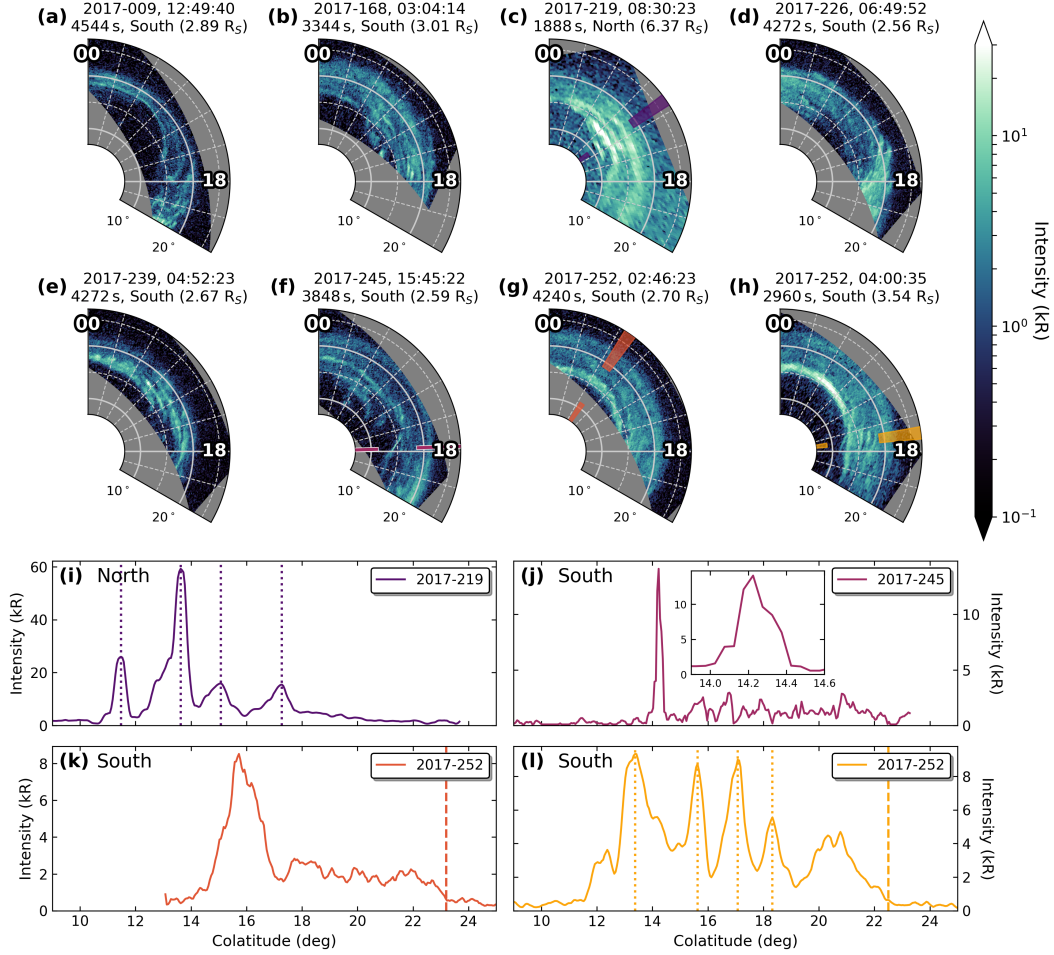 (a) 2017-009, 12:49:40
4544 s, South (2.89 R_S)
00
18
10°
20°
(b) 2017-168, 03:04:14
3344 s, South (3.01 R_S)
00
18
10°
20°
(c) 2017-219, 08:30:23
1888 s, North (6.37 R_S)
00
18
10°
20°
(d) 2017-226, 06:49:52
4272 s, South (2.56 R_S)
00
18
10°
20°
10¹
10⁰
10⁻¹
Intensity (kR)
(e) 2017-239, 04:52:23
4272 s, South (2.67 R_S)
00
18
10°
20°
(f) 2017-245, 15:45:22
3848 s, South (2.59 R_S)
00
18
10°
20°
(g) 2017-252, 02:46:23
4240 s, South (2.70 R_S)
00
18
10°
20°
(h) 2017-252, 04:00:35
2960 s, South (3.54 R_S)
00
18
10°
20°
(i) North
2017-219
60
40
20
0
Intensity (kR)
(j) South
2017-245
10
5
0
14.0 14.2 14.4 14.6
10
5
0
Intensity (kR)
(k) South
2017-252
8
6
4
2
0
Intensity (kR)
10 12 14 16 18 20 22 24
Colatitude (deg)
(l) South
2017-252
8
6
4
2
0
Intensity (kR)
10 12 14 16 18 20 22 24
Colatitude (deg)